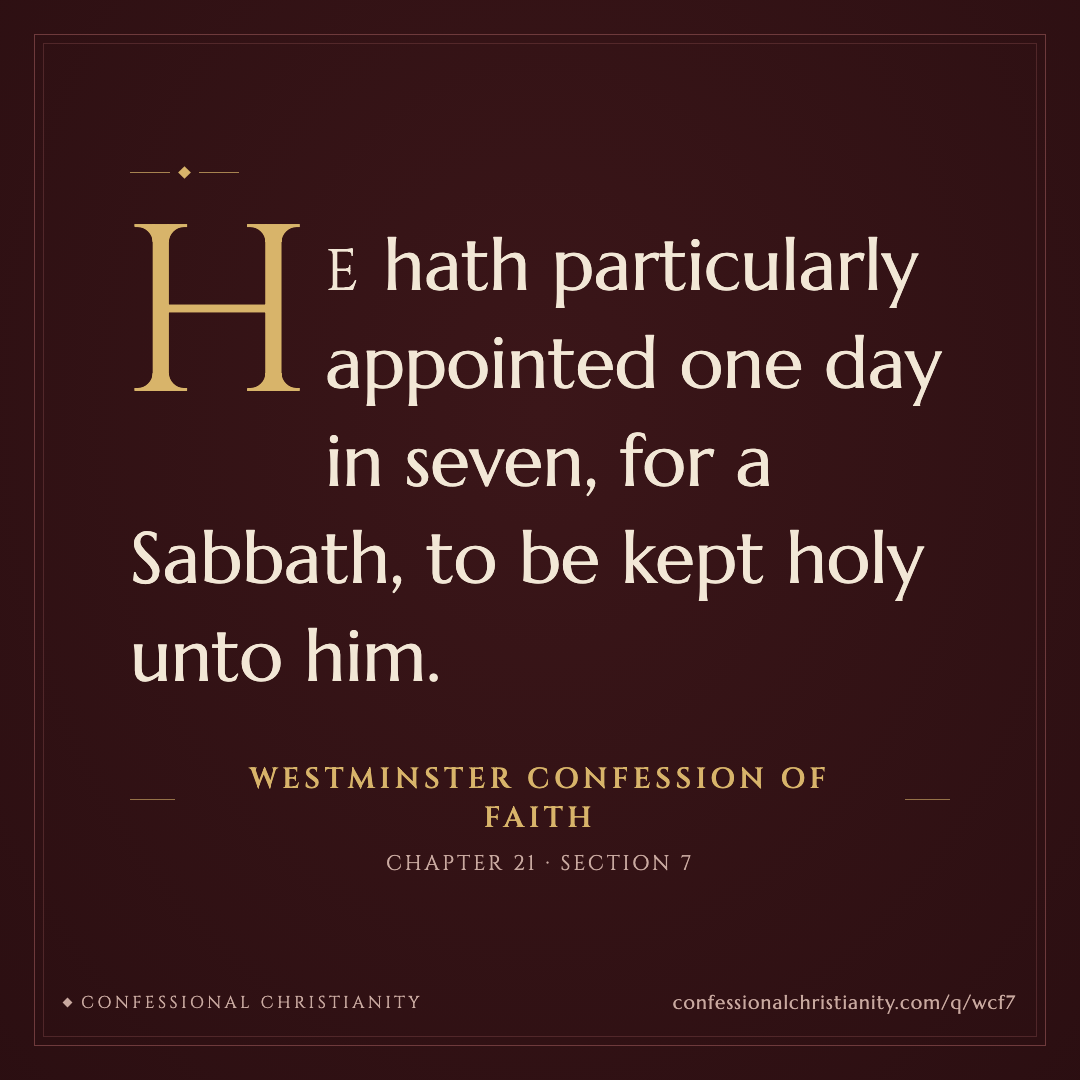 HE hath particularly
appointed one day
in seven, for a
Sabbath, to be kept holy
unto him.
WESTMINSTER CONFESSION OF
FAITH
CHAPTER 21 · SECTION 7
CONFESSIONAL CHRISTIANITY
confessionalchristianity.com/q/wcf7